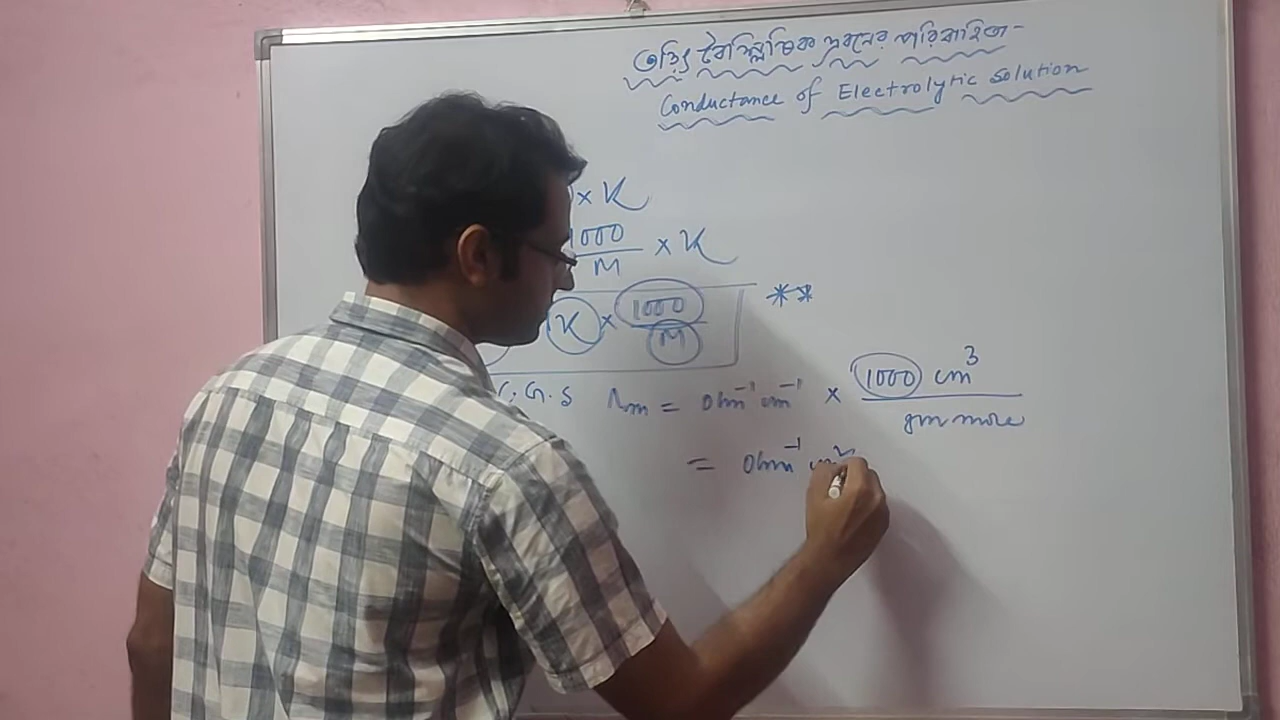 তড়িৎ বৈশ্লেষিক দ্রবনের পরিবাহিতা -
Conductance of Electrolytic Solution
× K
1000
M × K
K × 1000
M **
C.G.S Λm = Ohm⁻¹ cm⁻¹ × 1000 cm³
gm mole
= Ohm⁻¹ cm²